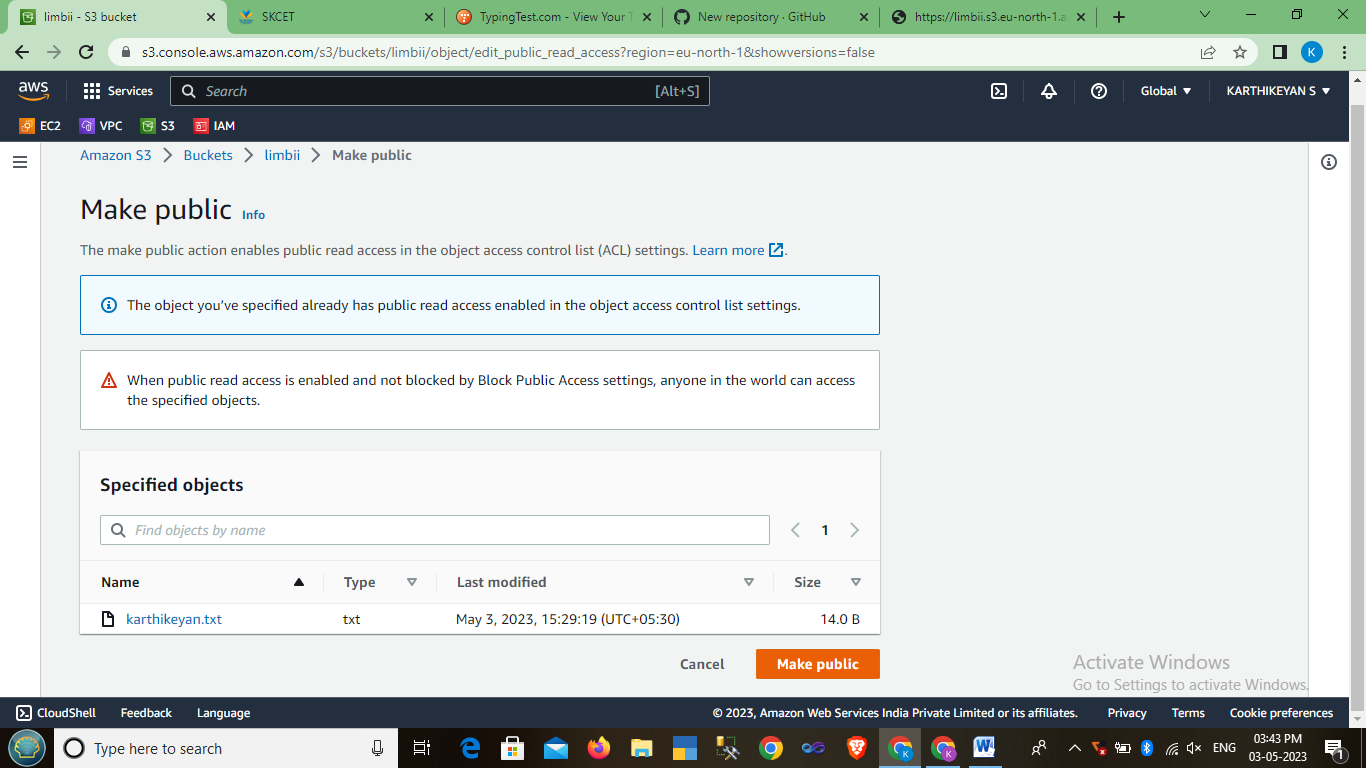 limbii - S3 bucket
SKCET
TypingTest.com - View Your T
New repository · GitHub
https://limbii.s3.eu-north-1.a
s3.console.aws.amazon.com/s3/buckets/limbii/object/edit_public_read_access?region=eu-north-1&showversions=false
K
aws
Services
Search
[Alt+S]
Global
KARTHIKEYAN S
EC2
VPC
S3
IAM
Amazon S3
Buckets
limbii
Make public
Make public
Info
The make public action enables public read access in the object access control list (ACL) settings. Learn more.
The object you've specified already has public read access enabled in the object access control list settings.
When public read access is enabled and not blocked by Block Public Access settings, anyone in the world can access
the specified objects.
Specified objects
Find objects by name
1
Name
Type
Last modified
Size
karthikeyan.txt
txt
May 3, 2023, 15:29:19 (UTC+05:30)
14.0 B
Cancel
Make public
Activate Windows
Go to Settings to activate Windows.
CloudShell
Feedback
Language
© 2023, Amazon Web Services India Private Limited or its affiliates.
Privacy
Terms
Cookie preferences
Type here to search
K
K
W
ENG
03:43 PM
03-05-2023
1